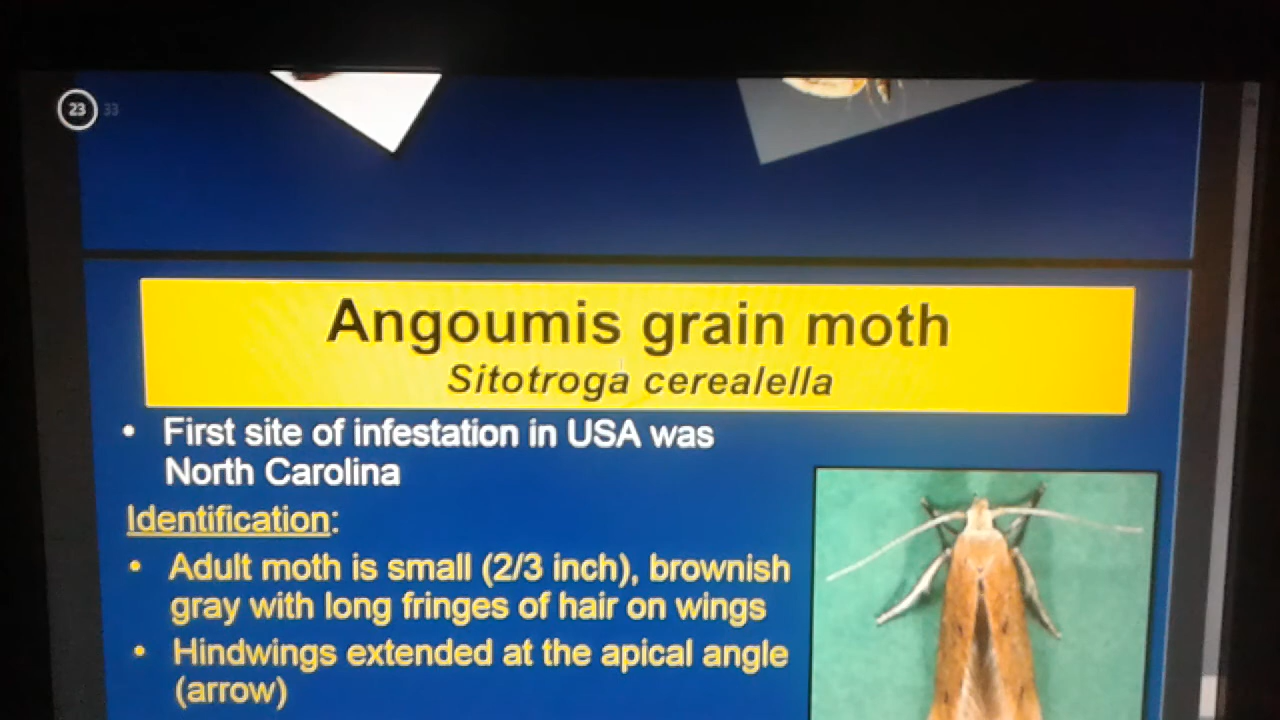 23 33
Angoumis grain moth
Sitotroga cerealella
• First site of infestation in USA was
North Carolina
Identification:
• Adult moth is small (2/3 inch), brownish
gray with long fringes of hair on wings
• Hindwings extended at the apical angle
(arrow)